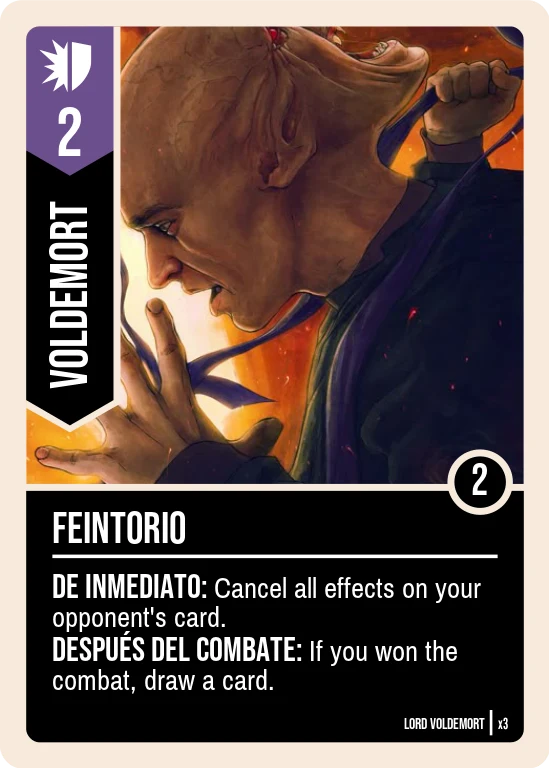 2
VOLDEMORT
2
FEINTORIO
DE INMEDIATO: Cancel all effects on your
opponent's card.
DESPUÉS DEL COMBATE: If you won the
combat, draw a card.
LORD VOLDEMORT | x3